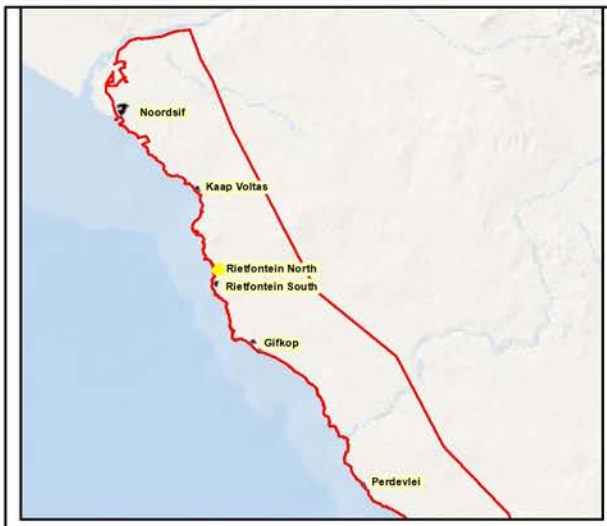 Noordsif
Kaap Voltas
Rietfontein North
Rietfontein South
Gifkop
Perdevlei